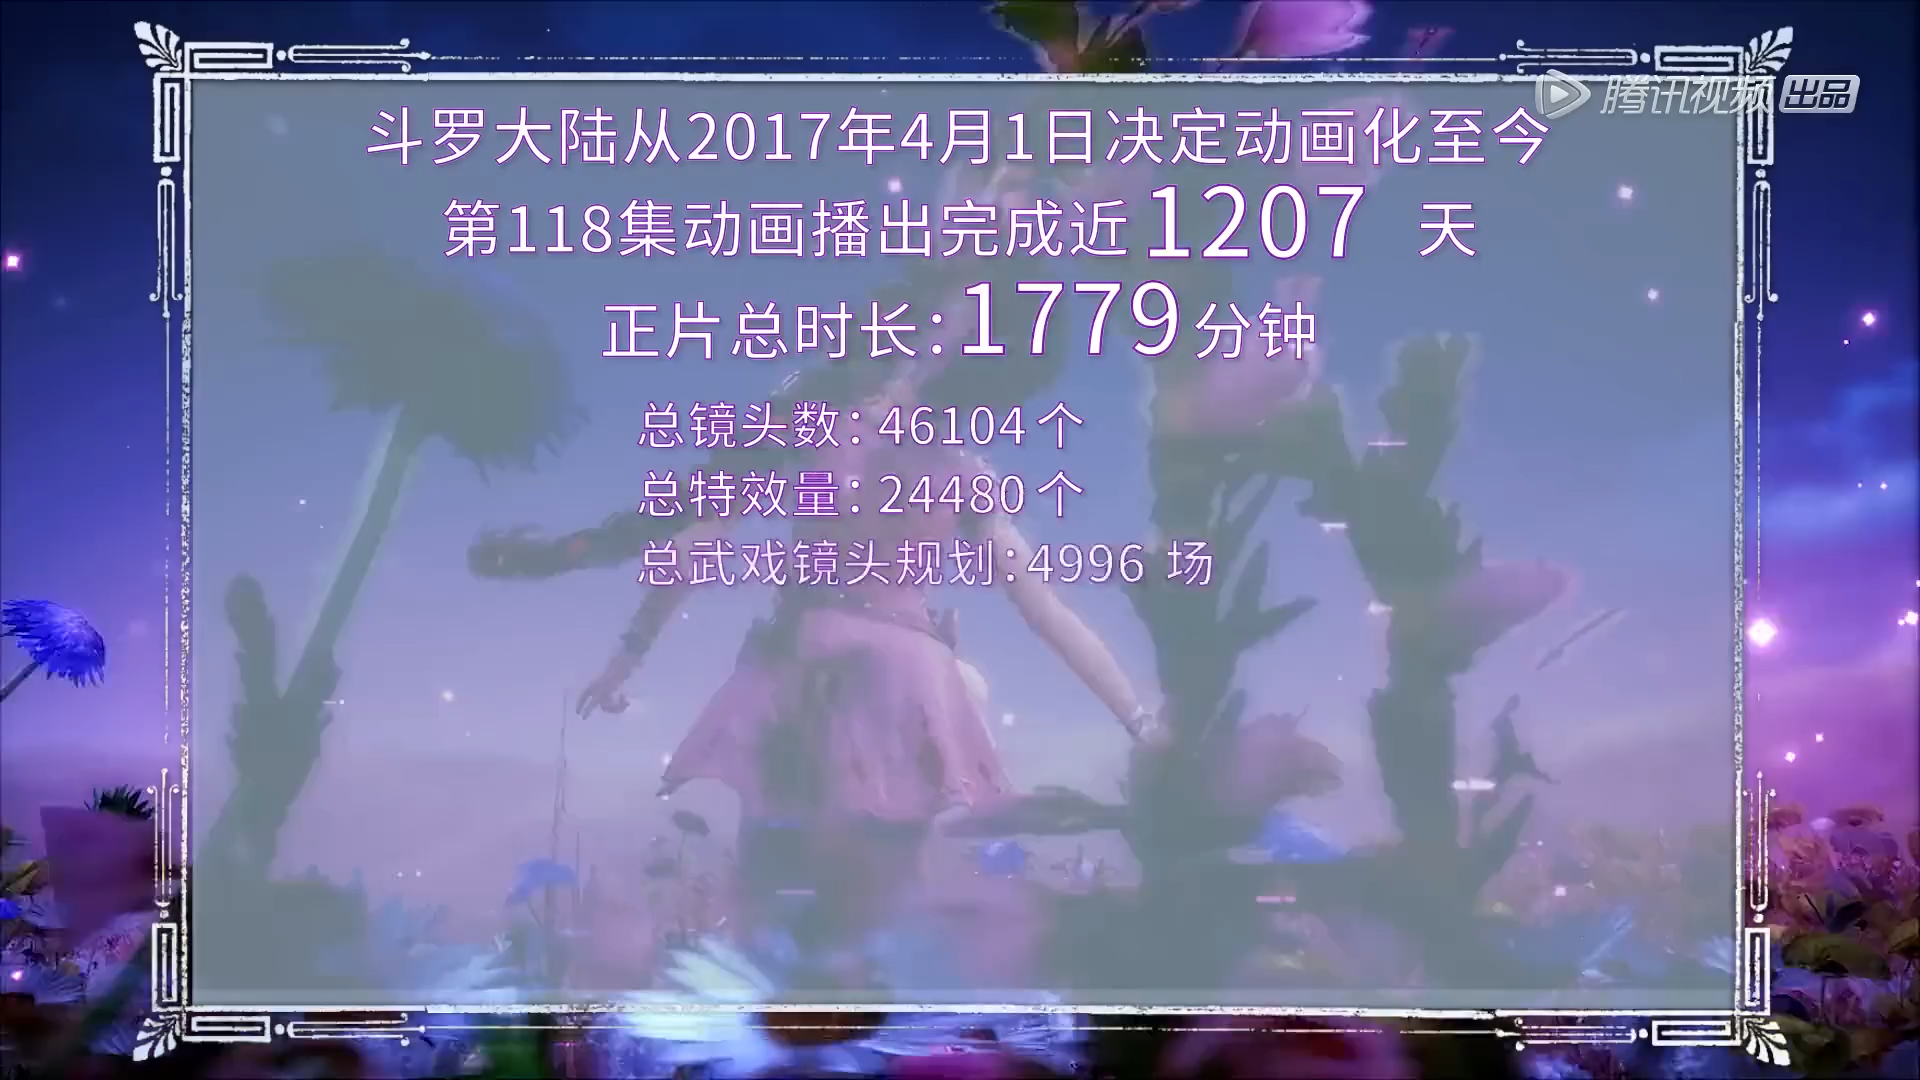 腾讯视频 出品
斗罗大陆从2017年4月1日决定动画化至今
第118集动画播出完成近1207 天
正片总时长:1779分钟
总镜头数:46104个
总特效量:24480个
总武戏镜头规划:4996 场